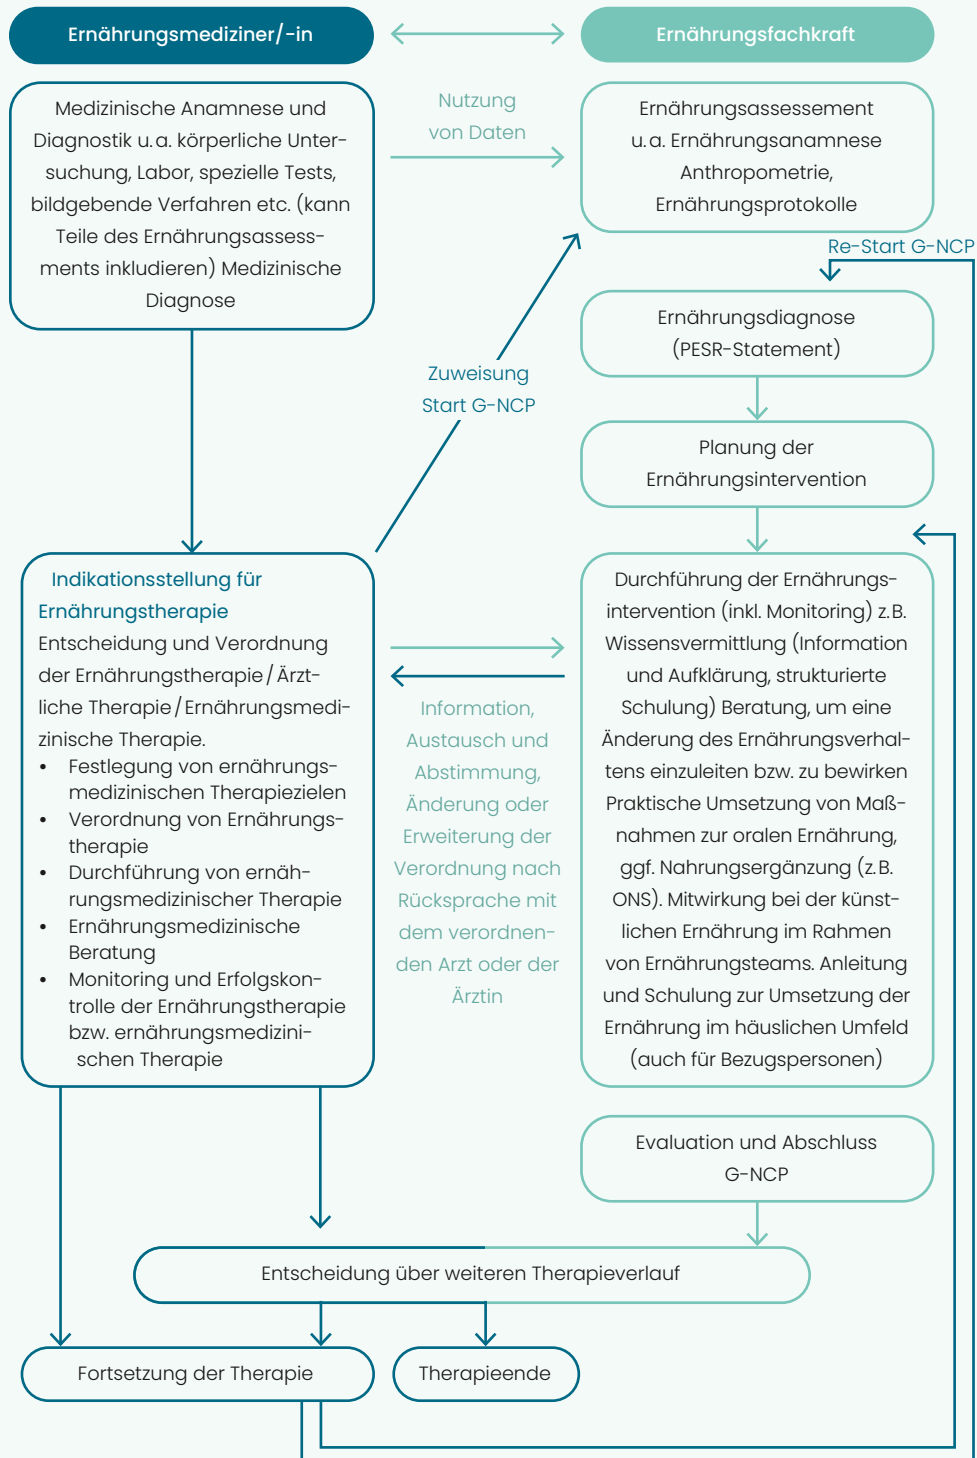 Ernährungsmediziner/-in
Ernährungsfachkraft
Medizinische Anamnese und
Diagnostik u. a. körperliche Unter-
suchung, Labor, spezielle Tests,
bildgebende Verfahren etc. (kann
Teile des Ernährungsassess-
ments inkludieren) Medizinische
Diagnose
Nutzung
von Daten
Ernährungsassessement
u. a. Ernährungsanamnese
Anthropometrie,
Ernährungsprotokolle
Re-Start G-NCP
Ernährungsdiagnose
(PESR-Statement)
Zuweisung
Start G-NCP
Planung der
Ernährungsintervention
Indikationsstellung für
Ernährungstherapie
Entscheidung und Verordnung
der Ernährungstherapie / Ärzt-
liche Therapie / Ernährungsmedi-
zinische Therapie.
• Festlegung von ernährungs-
medizinischen Therapiezielen
• Verordnung von Ernährungs-
therapie
• Durchführung von ernäh-
rungsmedizinischer Therapie
• Ernährungsmedizinische
Beratung
• Monitoring und Erfolgskon-
trolle der Ernährungstherapie
bzw. ernährungsmedizini-
schen Therapie
Information,
Austausch und
Abstimmung,
Änderung oder
Erweiterung der
Verordnung nach
Rücksprache mit
dem verordnen-
den Arzt oder der
Ärztin
Durchführung der Ernährungs-
intervention (inkl. Monitoring) z. B.
Wissensvermittlung (Information
und Aufklärung, strukturierte
Schulung) Beratung, um eine
Änderung des Ernährungsverhal-
tens einzuleiten bzw. zu bewirken
Praktische Umsetzung von Maß-
nahmen zur oralen Ernährung,
ggf. Nahrungsergänzung (z. B.
ONS). Mitwirkung bei der künst-
lichen Ernährung im Rahmen
von Ernährungsteams. Anleitung
und Schulung zur Umsetzung der
Ernährung im häuslichen Umfeld
(auch für Bezugspersonen)
Evaluation und Abschluss
G-NCP
Entscheidung über weiteren Therapieverlauf
Fortsetzung der Therapie
Therapieende